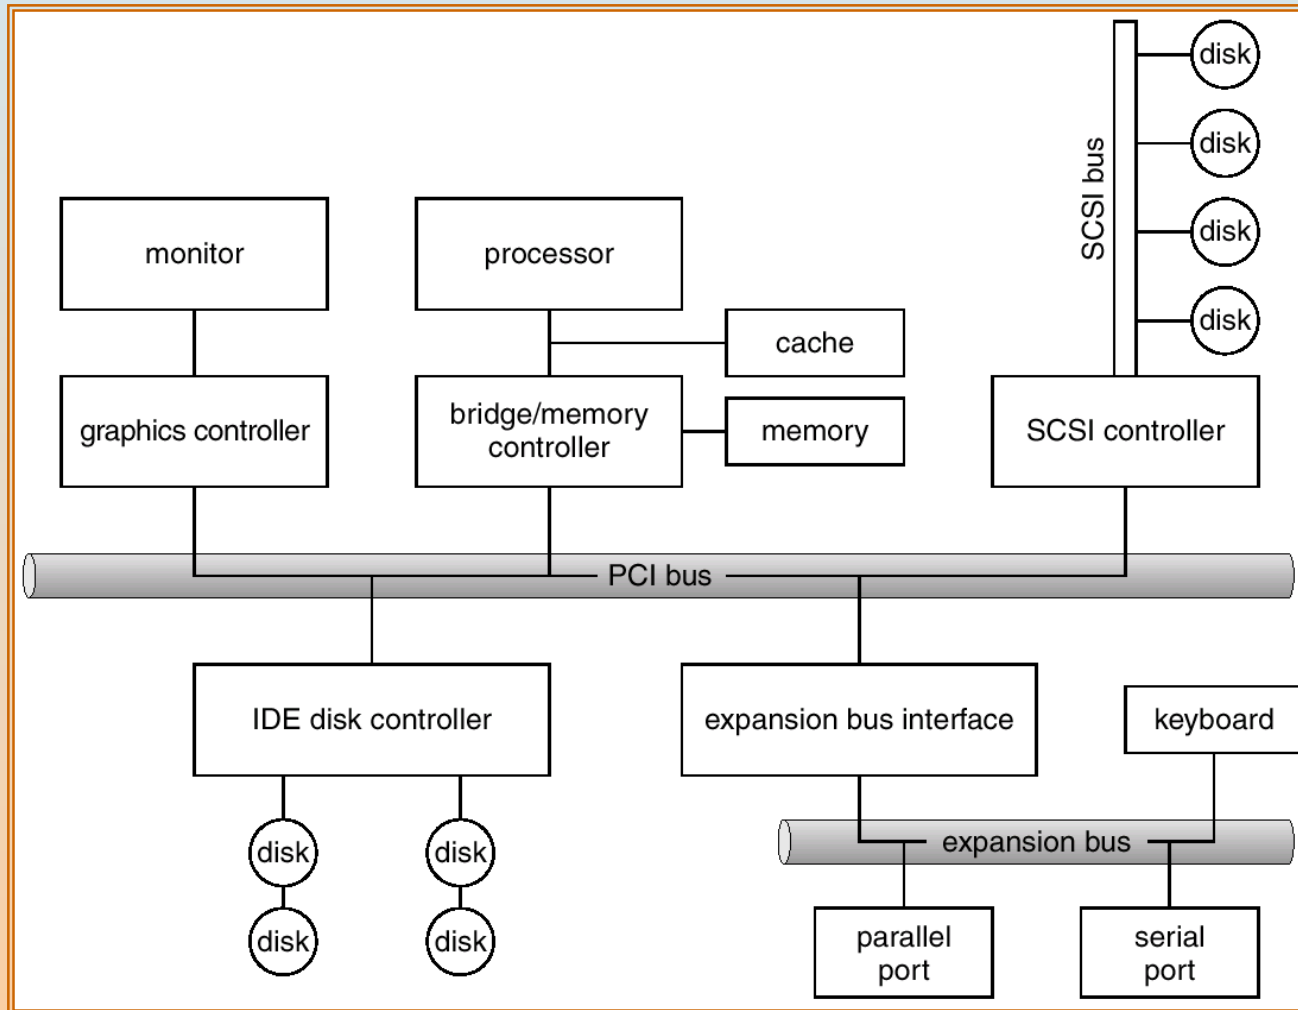 disk
disk
SCSI bus
disk
disk
monitor
processor
cache
graphics controller
bridge/memory
controller
memory
SCSI controller
PCI bus
IDE disk controller
expansion bus interface
keyboard
disk
disk
expansion bus
disk
disk
parallel
port
serial
port